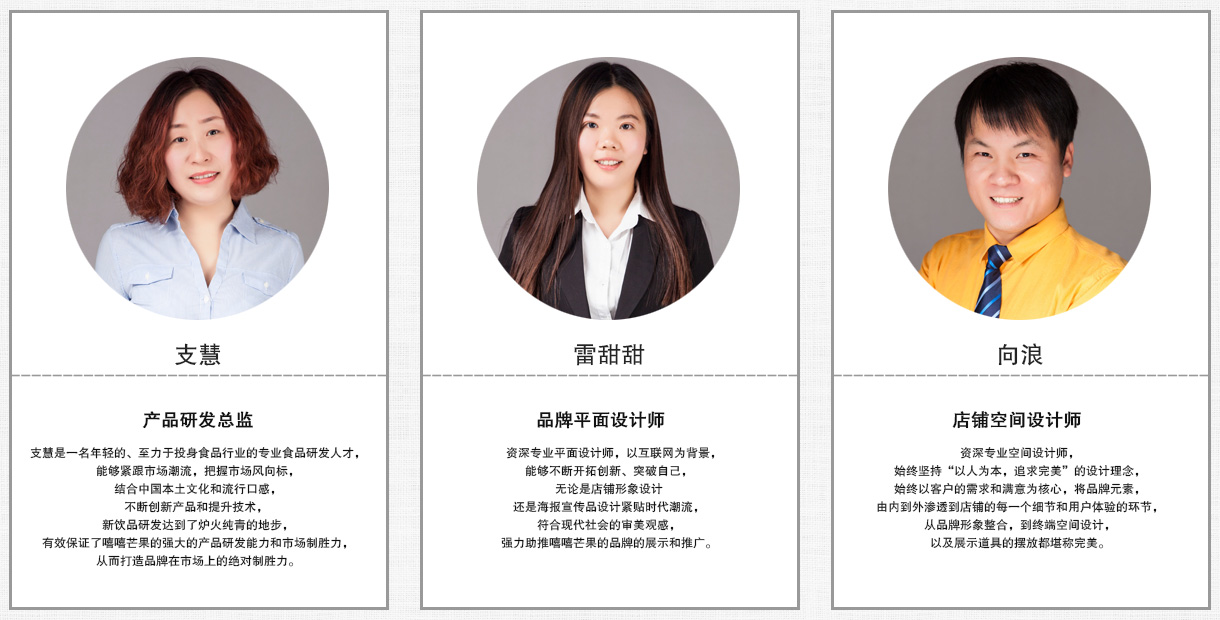 支慧
产品研发总监
支慧是一名年轻的、至力于投身食品行业的专业食品研发人才，
能够紧跟市场潮流，把握市场风向标，
结合中国本土文化和流行口感，
不断创新产品和提升技术，
新饮品研发达到了炉火纯青的地步，
有效保证了嘻嘻芒果的强大的产品研发能力和市场制胜力，
从而打造品牌在市场上的绝对制胜力。
雷甜甜
品牌平面设计师
资深专业平面设计师，以互联网为背景，
能够不断开拓创新、突破自己，
无论是店铺形象设计
还是海报宣传品设计紧贴时代潮流，
符合现代社会的审美观感，
强力助推嘻嘻芒果的品牌的展示和推广。
向浪
店铺空间设计师
资深专业空间设计师，
始终坚持“以人为本，追求完美”的设计理念，
始终以客户的需求和满意为核心，将品牌元素，
由内到外渗透到店铺的每一个细节和用户体验的环节，
从品牌形象整合，到终端空间设计，
以及展示道具的摆放都堪称完美。